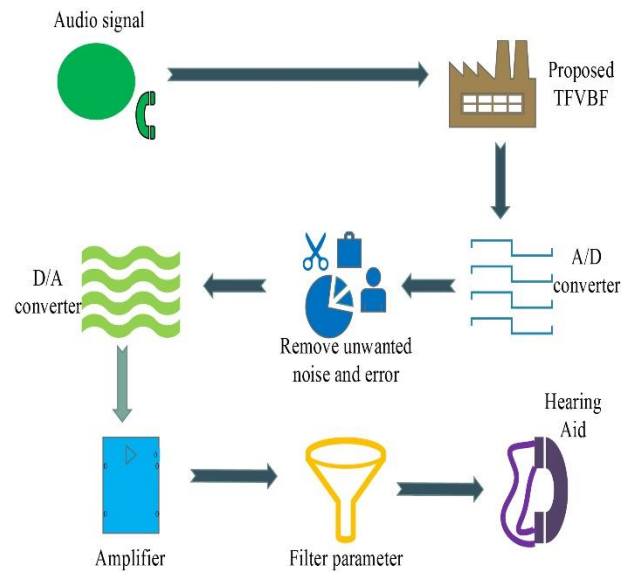 Audio signal
Proposed
TFVBF
A/D
converter
Remove unwanted
noise and error
D/A
converter
Amplifier
Filter parameter
Hearing
Aid